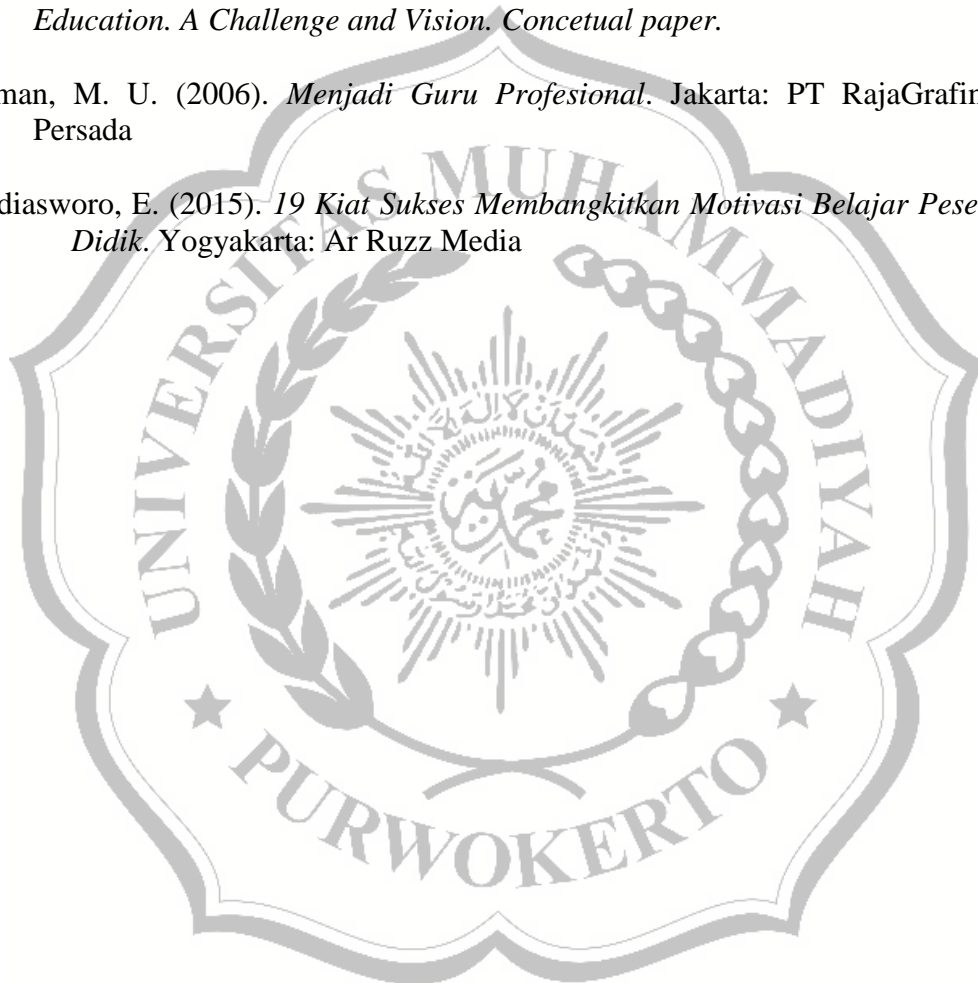 Education. A Challenge and Vision. Concetual paper.
man, M. U. (2006). Menjadi Guru Profesional. Jakarta: PT RajaGrafin
Persada
diasworo, E. (2015). 19 Kiat Sukses Membangkitkan Motivasi Belajar Pese
Didik. Yogyakarta: Ar Ruzz Media
UNIVERSITAS MUHAMMADIYAH
PURWOKERTO